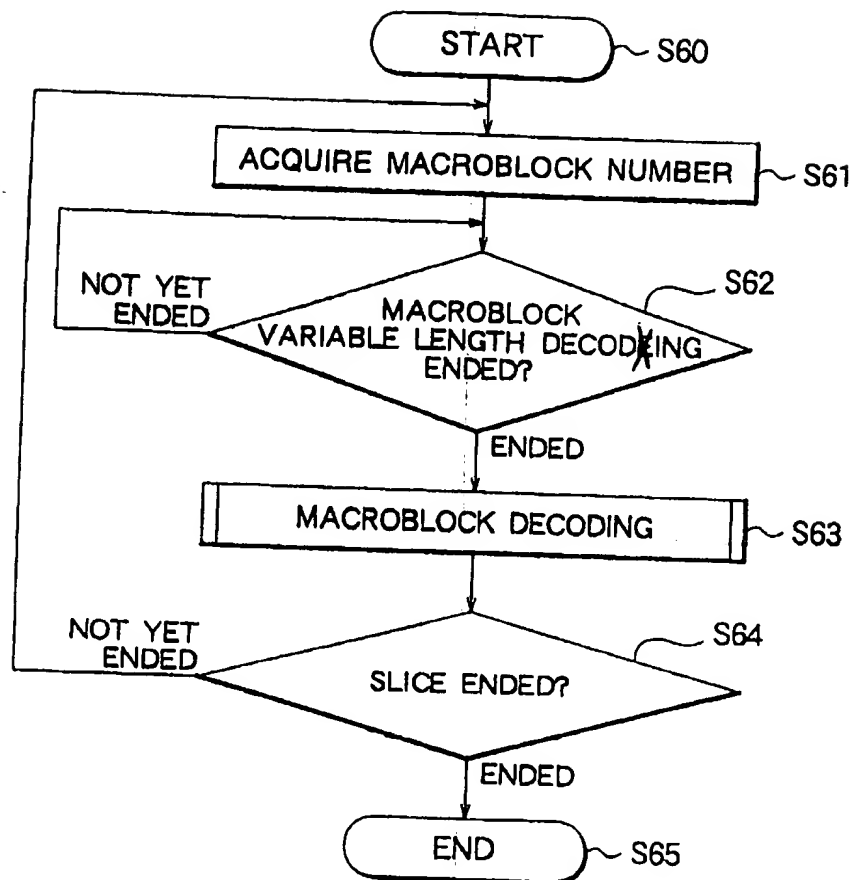 START
S60
ACQUIRE MACROBLOCK NUMBER
S61
NOT YET
ENDED
S62
MACROBLOCK
VARIABLE LENGTH DECODING
ENDED?
ENDED
MACROBLOCK DECODING
S63
NOT YET
ENDED
S64
SLICE ENDED?
ENDED
END
S65